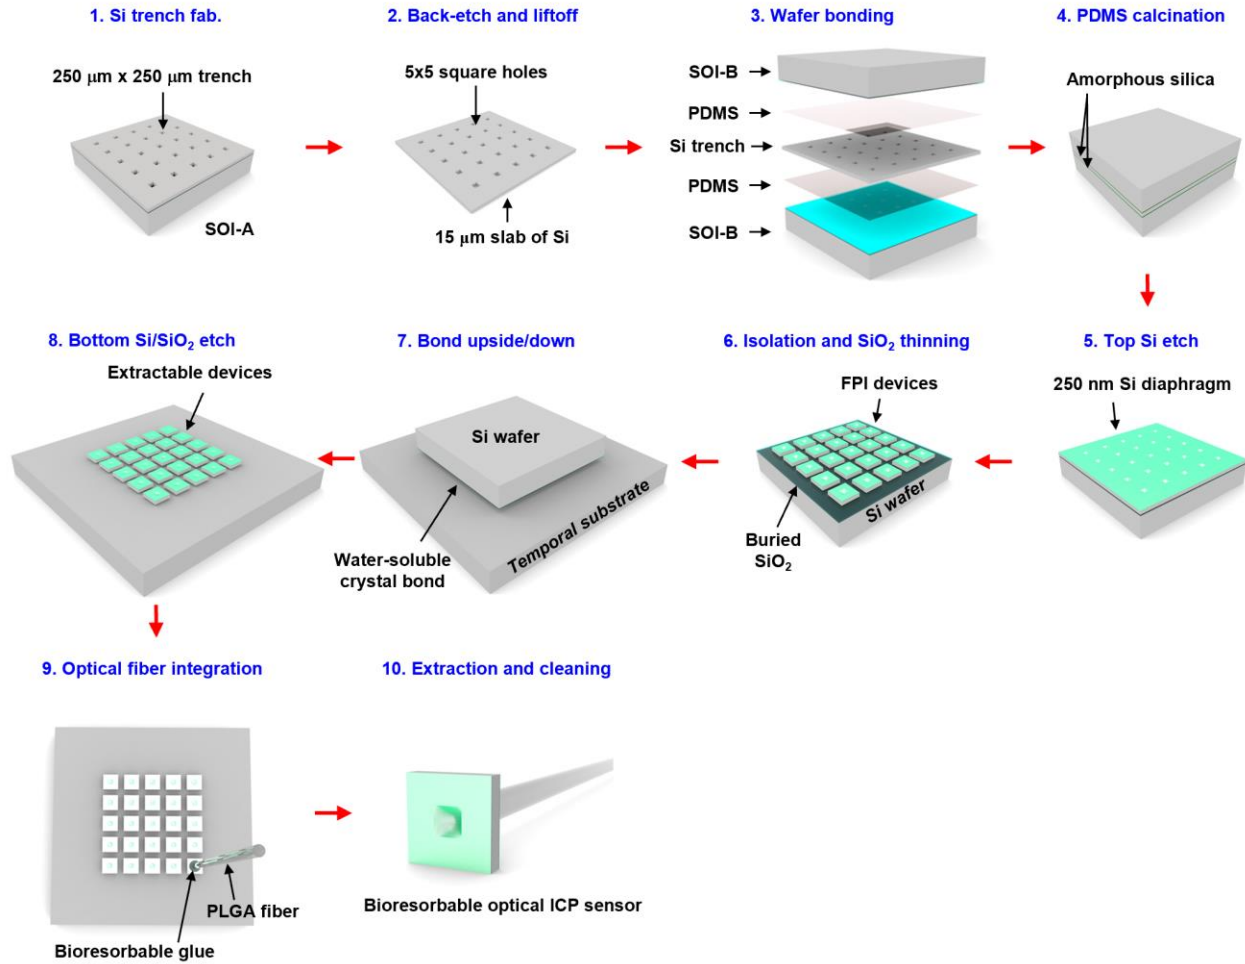 1. Si trench fab.
250 μm x 250 μm trench
SOI-A
2. Back-etch and liftoff
5x5 square holes
15 μm slab of Si
3. Wafer bonding
SOI-B
PDMS
Si trench
PDMS
SOI-B
4. PDMS calcination
Amorphous silica
8. Bottom Si/SiO₂ etch
Extractable devices
7. Bond upside/down
Si wafer
Water-soluble
crystal bond
Temporal substrate
6. Isolation and SiO₂ thinning
FPI devices
Buried
SiO₂
Si wafer
5. Top Si etch
250 nm Si diaphragm
9. Optical fiber integration
PLGA fiber
Bioresorbable glue
10. Extraction and cleaning
Bioresorbable optical ICP sensor